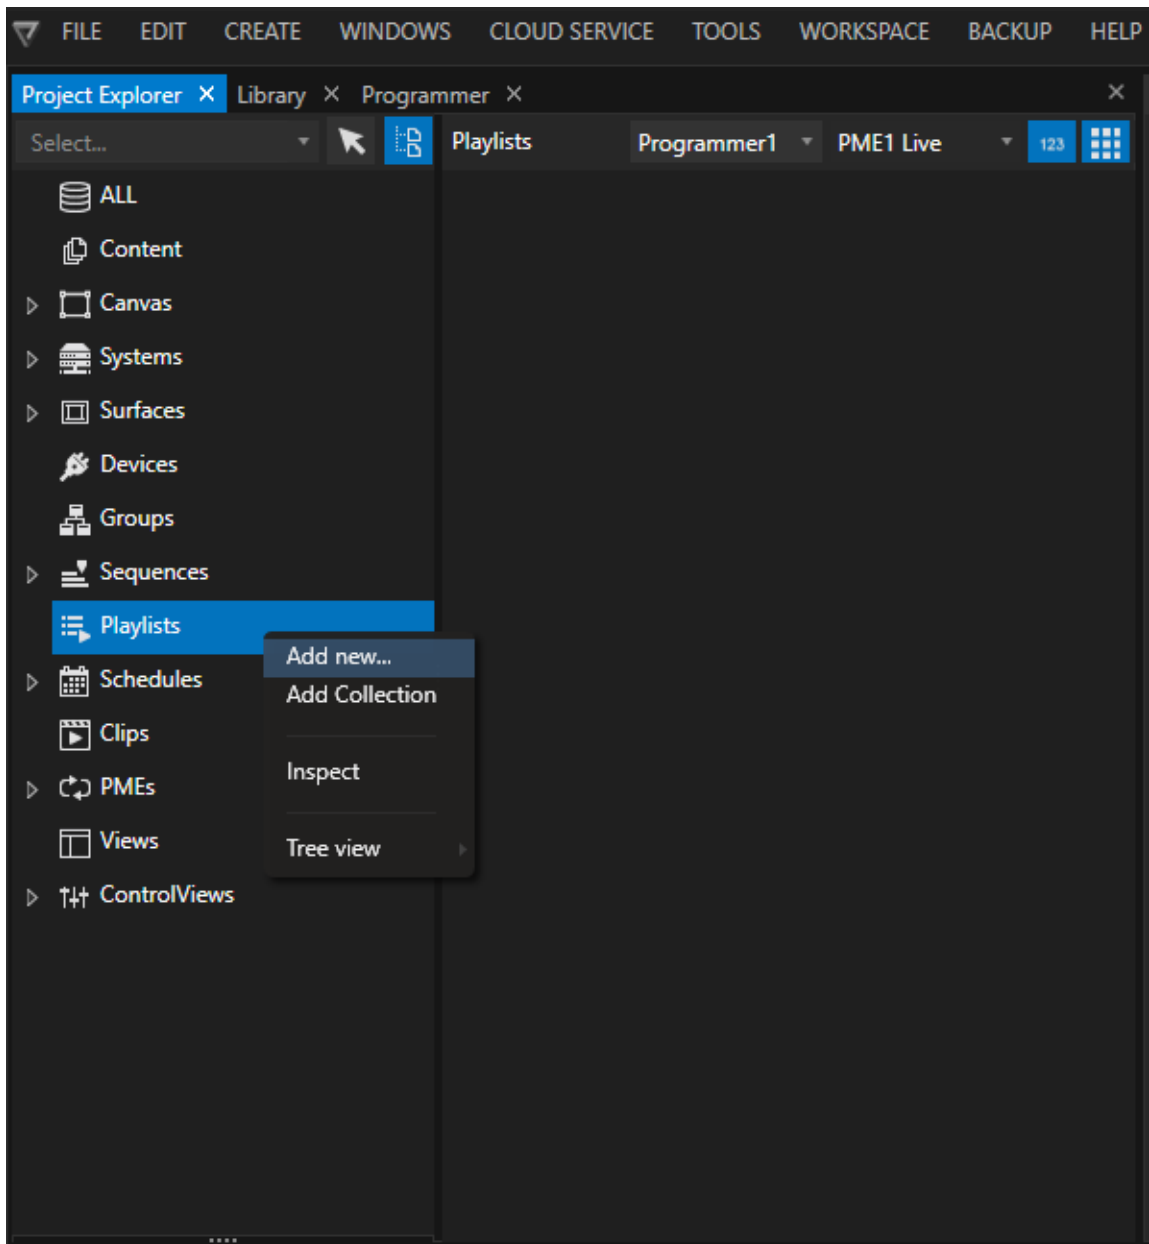 FILE EDIT CREATE WINDOWS CLOUD SERVICE TOOLS WORKSPACE BACKUP HELP
Project Explorer Library Programmer
Select... Playlists Programmer1 PME1 Live 123
ALL
Content
Canvas
Systems
Surfaces
Devices
Groups
Sequences
Playlists
Add new...
Schedules
Add Collection
Clips
Inspect
PMEs
Views
Tree view
ControlViews